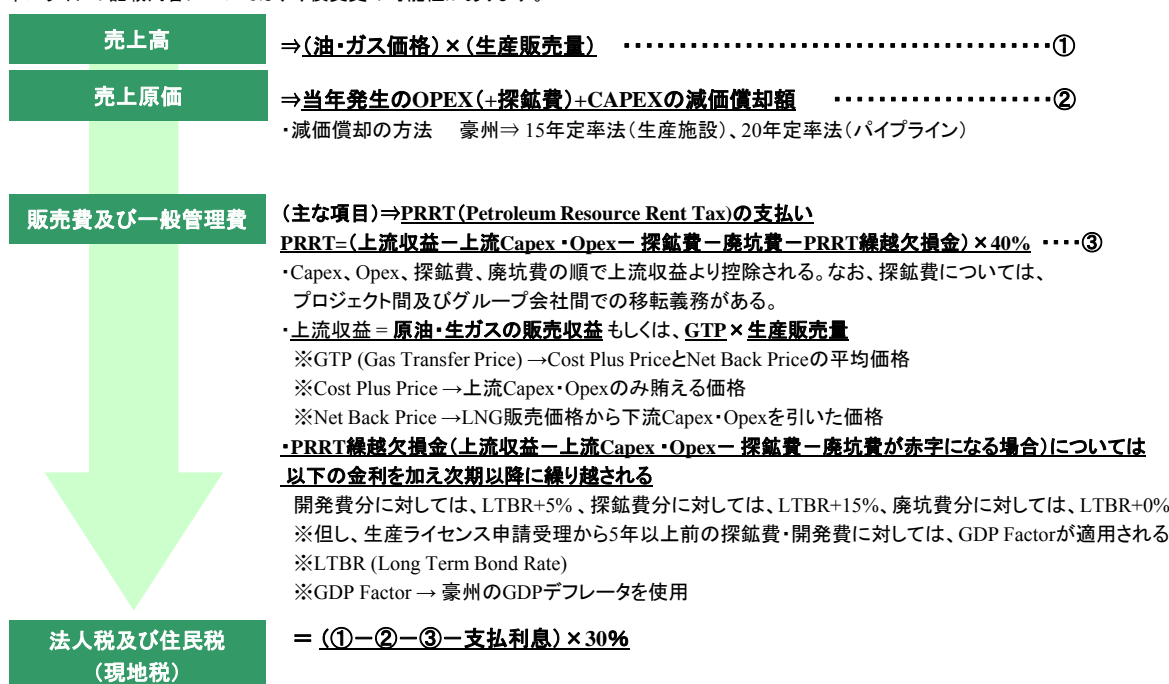 売上高
⇒(油・ガス価格)×(生産販売量) ・・・・・・・・・・・・・・・・・・・・・・・・・・・・・・・・・・・・・・①
売上原価
⇒当年発生のOPEX(+探鉱費)+CAPEXの減価償却額 ・・・・・・・・・・・・・・・・・・・・②
・減価償却の方法 豪州⇒ 15年定率法(生産施設)、20年定率法(パイプライン)
販売費及び一般管理費
(主な項目)⇒PRRT(Petroleum Resource Rent Tax)の支払い
PRRT=(上流収益－上流Capex ・Opex－ 探鉱費－廃坑費－PRRT繰越欠損金)×40% ・・・・③
・Capex、Opex、探鉱費、廃坑費の順で上流収益より控除される。なお、探鉱費については、
プロジェクト間及びグループ会社間での移転義務がある。
・上流収益 = 原油・生ガスの販売収益 もしくは、GTP×生産販売量
※GTP (Gas Transfer Price) →Cost Plus PriceとNet Back Priceの平均価格
※Cost Plus Price →上流Capex・Opexのみ賄える価格
※Net Back Price →LNG販売価格から下流Capex・Opexを引いた価格
・PRRT繰越欠損金(上流収益－上流Capex ・Opex－ 探鉱費－廃坑費が赤字になる場合)については
以下の金利を加え次期以降に繰り越される
開発費分に対しては、LTBR+5% 、探鉱費分に対しては、LTBR+15%、廃坑費分に対しては、LTBR+0%
※但し、生産ライセンス申請受理から5年以上前の探鉱費・開発費に対しては、GDP Factorが適用される
※LTBR (Long Term Bond Rate)
※GDP Factor → 豪州のGDPデフレータを使用
法人税及び住民税
(現地税)
＝ (①－②－③－支払利息)×30%